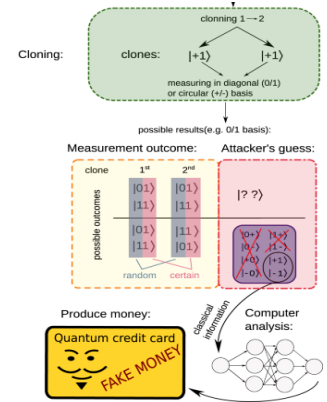 clonning 1→2
Cloning:
clones:
|+1⟩ |+1⟩
measuring in diagonal (0/1)
or circular (+/-) basis
possible results(e.g. 0/1 basis):
Measurement outcome:
Attacker's guess:
clone 1st 2nd
possible outcomes
|01⟩ |01⟩
|11⟩ |11⟩
|01⟩ |01⟩
|11⟩ |11⟩
random certain
|? ?⟩
|0+⟩ |1+⟩
|0-⟩ |1-⟩
|+0⟩ |+1⟩
|-0⟩ |-1⟩
classical
information
Produce money:
Computer
analysis:
Quantum credit card
FAKE MONEY